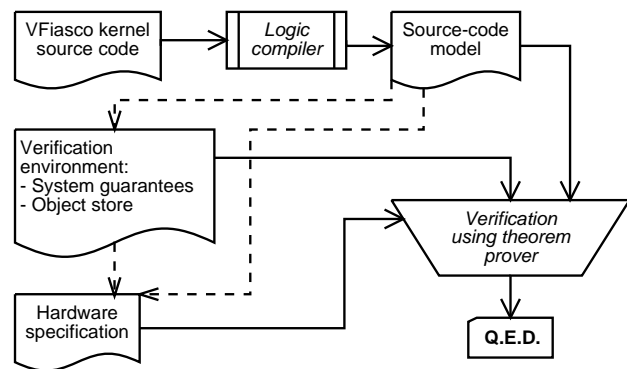 VFiasco kernel
source code
Logic
compiler
Source-code
model
Verification
environment:
- System guarantees
- Object store
Verification
using theorem
prover
Hardware
specification
Q.E.D.